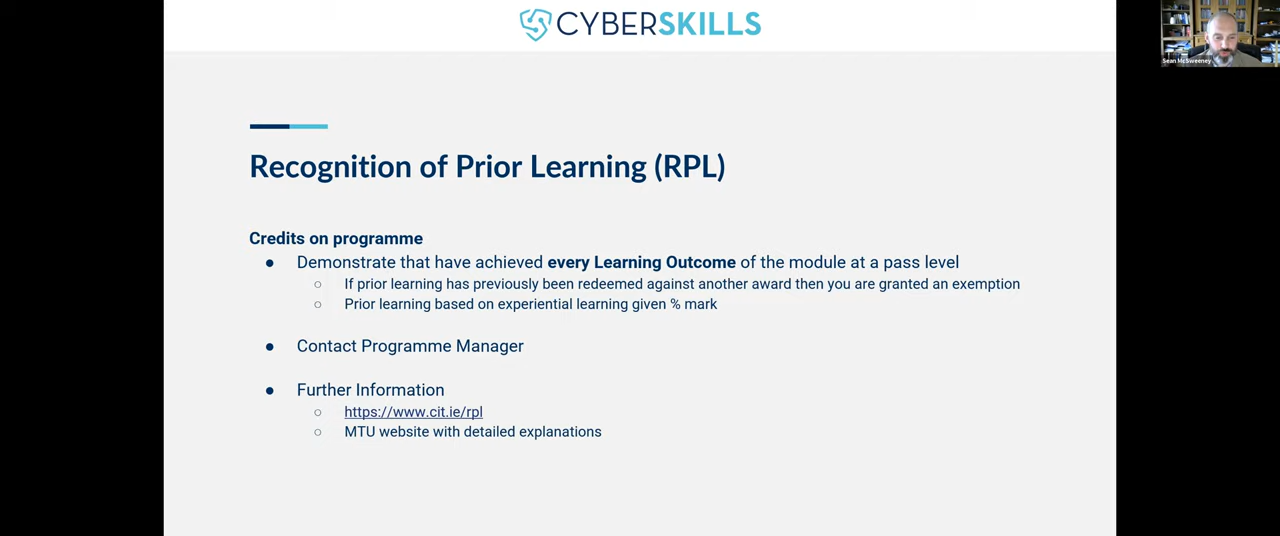 CYBERSKILLS
Sean McSweeney
Recognition of Prior Learning (RPL)
Credits on programme
● Demonstrate that have achieved every Learning Outcome of the module at a pass level
○ If prior learning has previously been redeemed against another award then you are granted an exemption
○ Prior learning based on experiential learning given % mark
● Contact Programme Manager
● Further Information
○ https://www.cit.ie/rpl
○ MTU website with detailed explanations